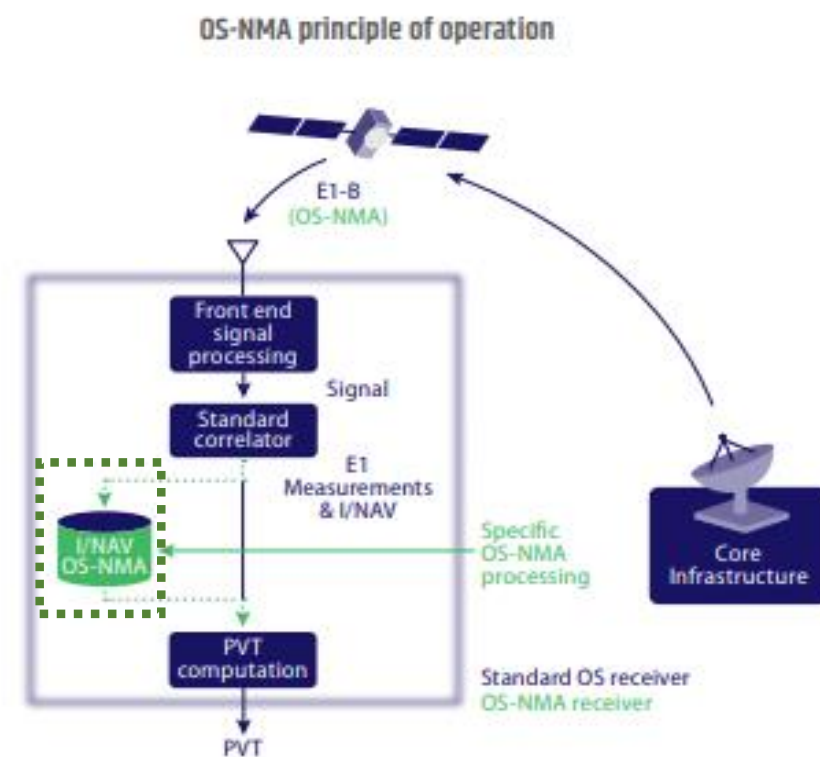 OS-NMA principle of operation
E1-B
(OS-NMA)
Front end
signal
processing
Signal
Standard
correlator
E1
Measurements
& I/NAV
I/NAV
OS-NMA
Specific
OS-NMA
processing
Core
Infrastructure
PVT
computation
Standard OS receiver
OS-NMA receiver
PVT